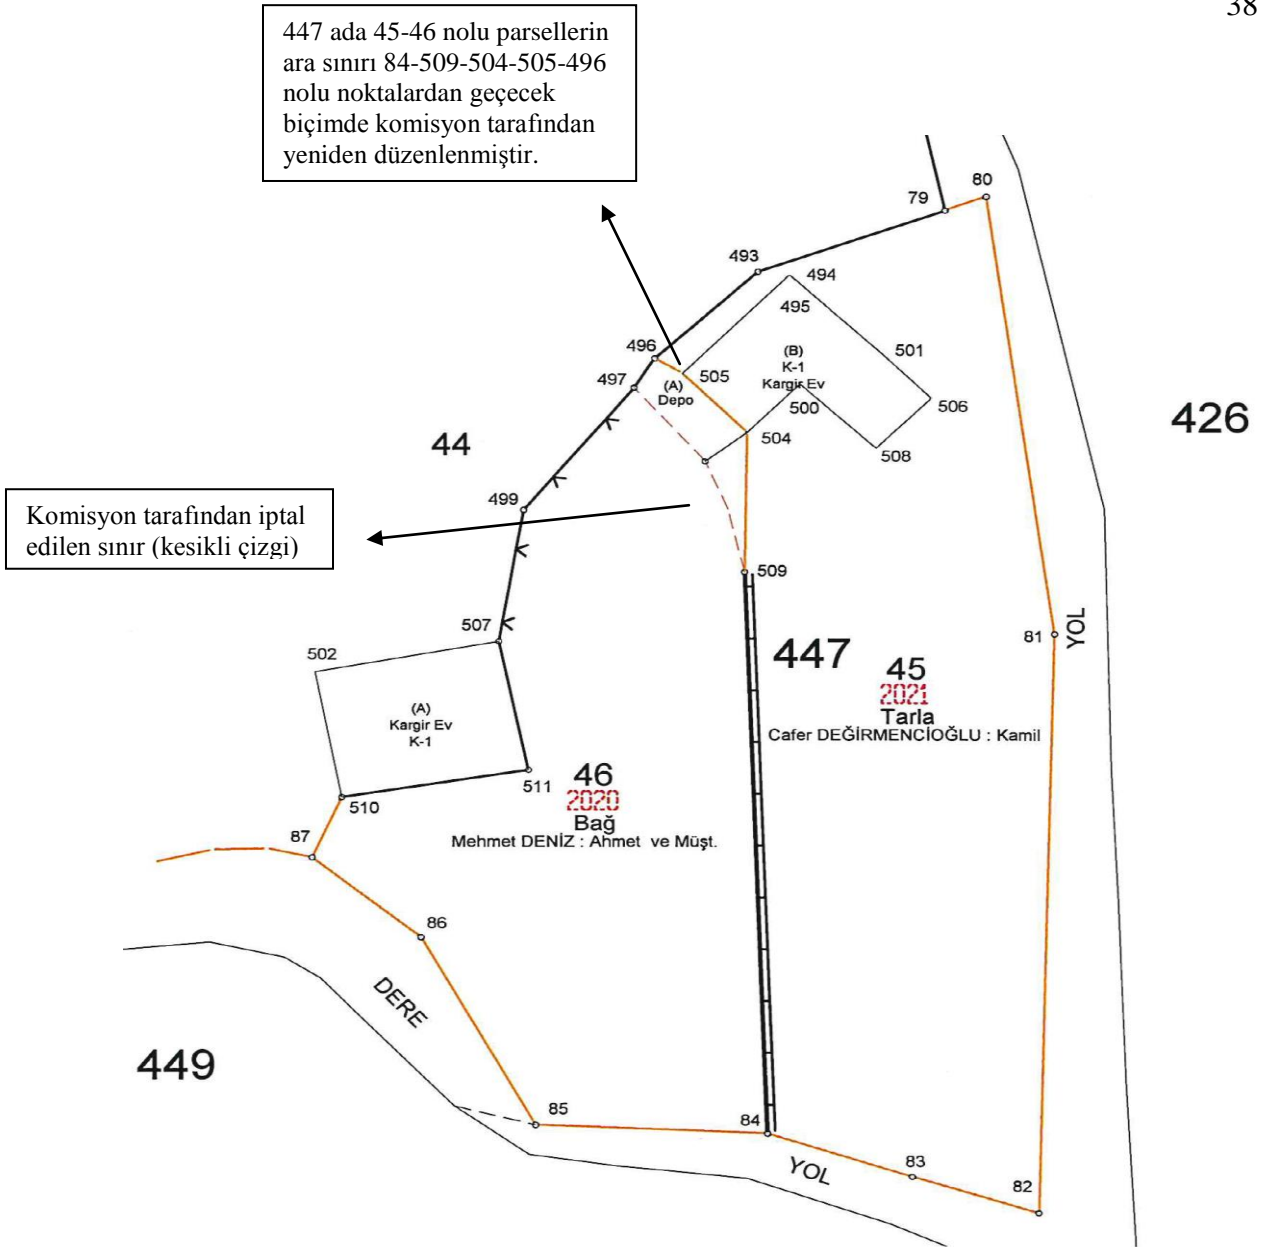 38
447 ada 45-46 nolu parsellerin
ara sınırı 84-509-504-505-496
nolu noktalardan geçecek
biçimde komisyon tarafından
yeniden düzenlenmiştir.
80
79
493
494
495
496
(B)
K-1
Kargir Ev
501
497
(A)
Depo
505
500
506
504
508
44
426
499
Komisyon tarafından iptal
edilen sınır (kesikli çizgi)
509
507
502
81
YOL
447
45
2021
Tarla
Cafer DEĞİRMENCİOĞLU : Kamil
(A)
Kargir Ev
K-1
511
510
46
2020
Bağ
Mehmet DENİZ : Ahmet ve Müşt.
87
86
DERE
449
85
84
YOL
83
82